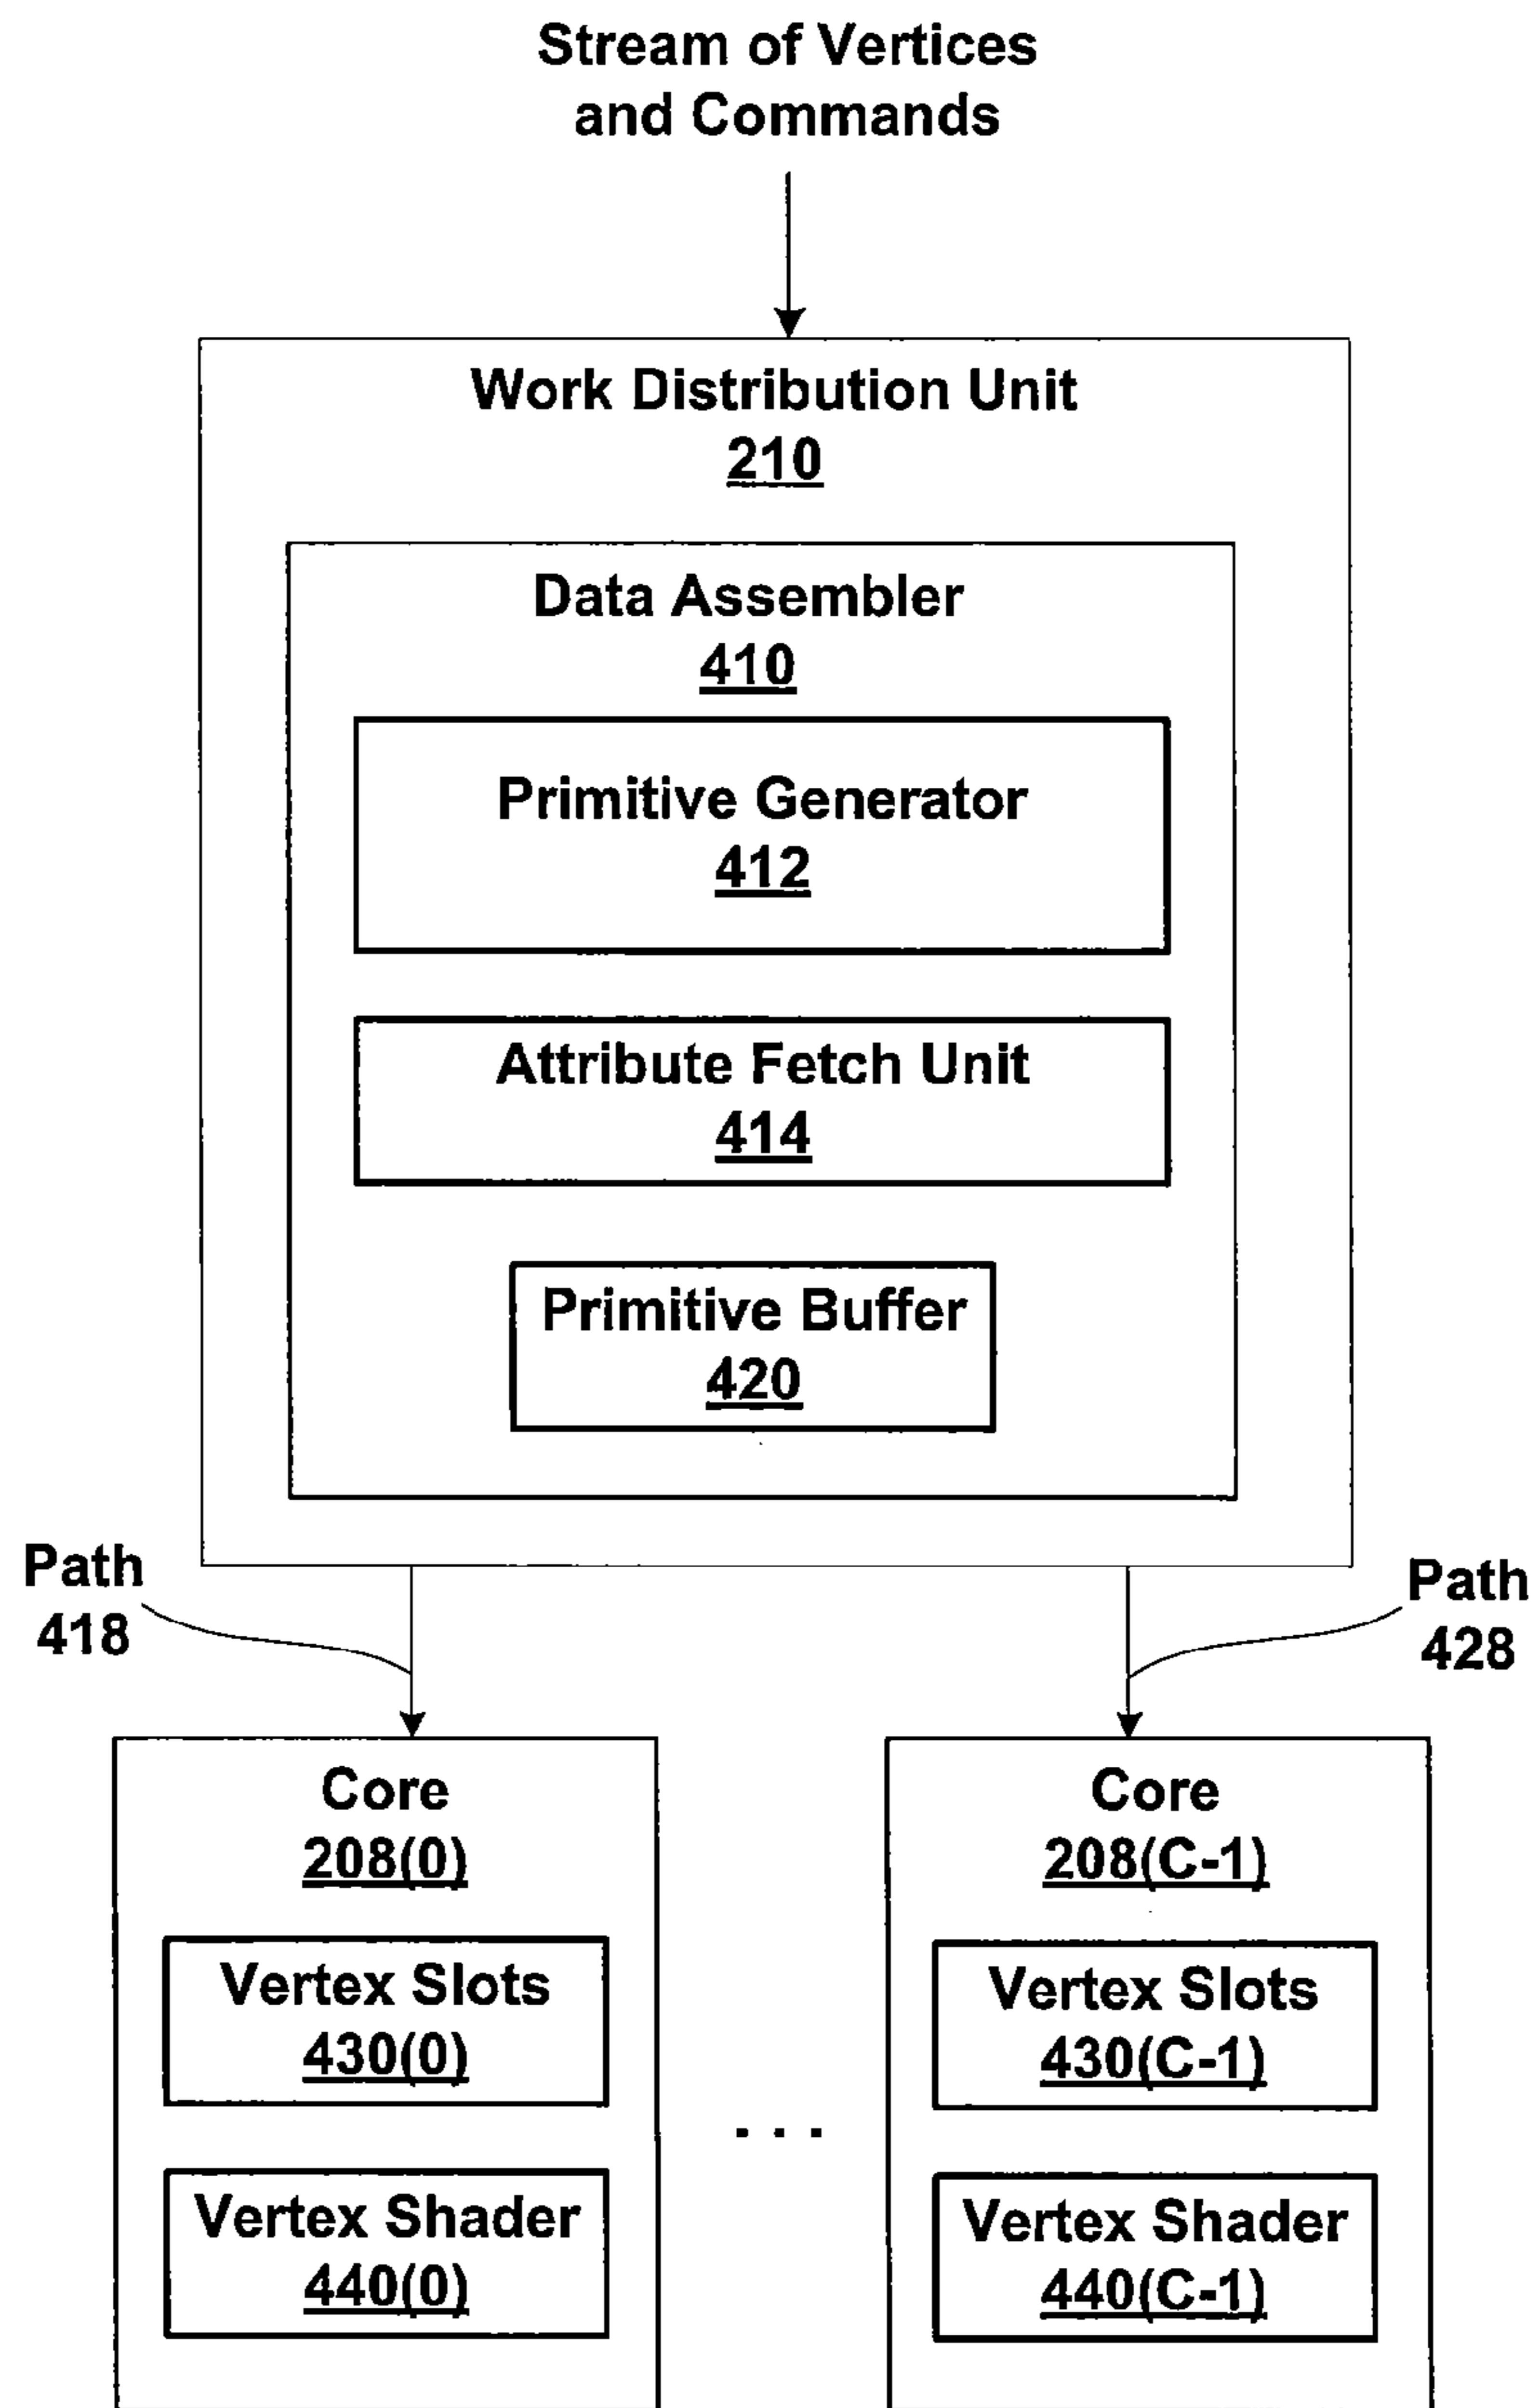 Stream of Vertices
and Commands
Work Distribution Unit
210
Data Assembler
410
Primitive Generator
412
Attribute Fetch Unit
414
Primitive Buffer
420
Path
418
Path
428
Core
208(0)
Vertex Slots
430(0)
Vertex Shader
440(0)
...
Core
208(C-1)
Vertex Slots
430(C-1)
Vertex Shader
440(C-1)